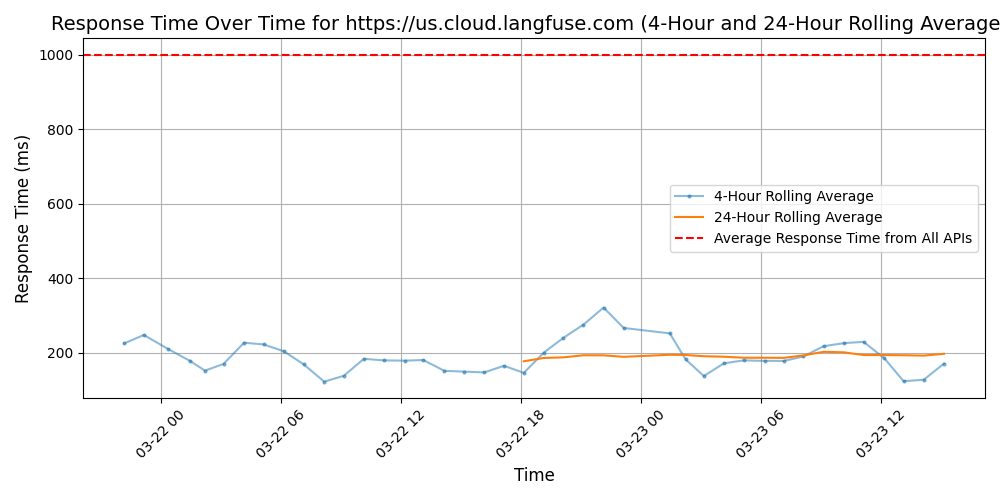 Response Time Over Time for https://us.cloud.langfuse.com (4-Hour and 24-Hour Rolling Average
Response Time (ms)
1000
800
600
400
200
4-Hour Rolling Average
24-Hour Rolling Average
Average Response Time from All APIs
03-22 00
03-22 06
03-22 12
03-22 18
03-23 00
03-23 06
03-23 12
Time